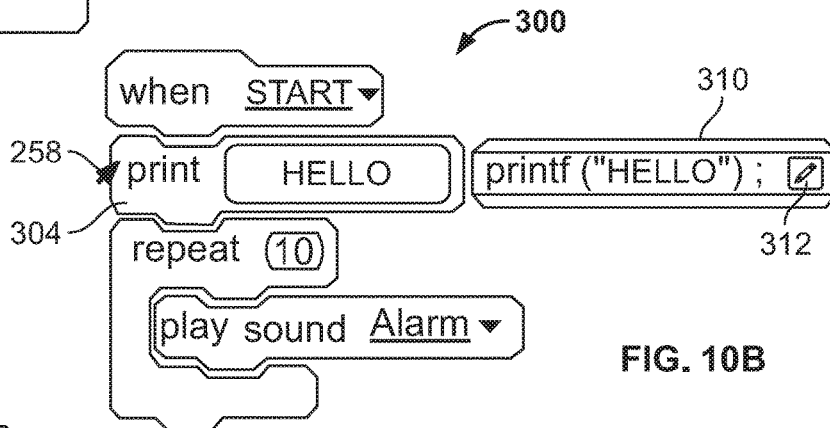 300
when START
310
258
print HELLO
printf ("HELLO") ;
304
312
repeat 10
play sound Alarm
FIG. 10B